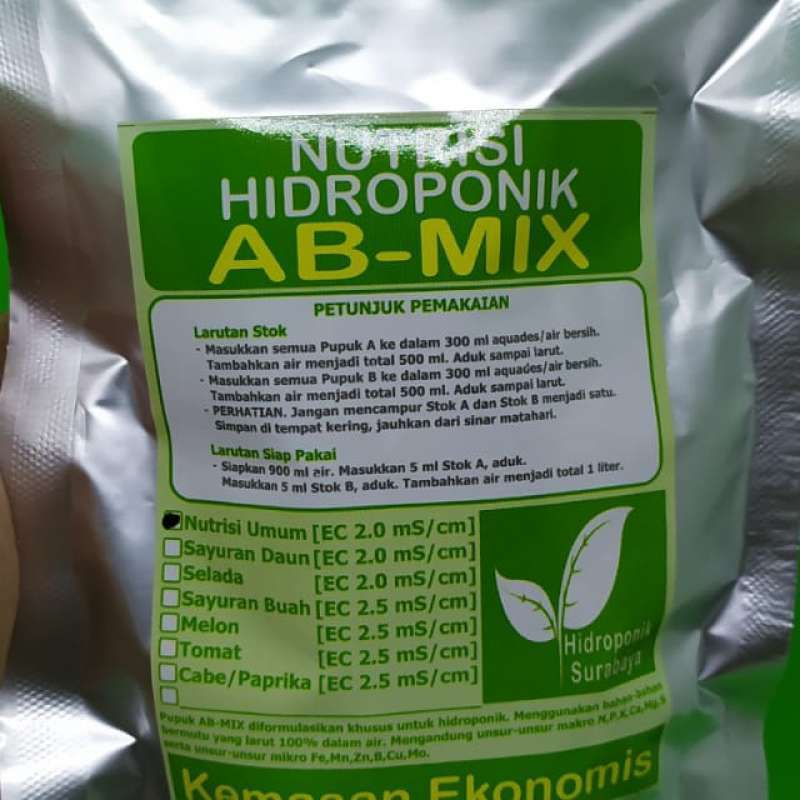 NUTRISI
HIDROPONIK
AB-MIX
PETUNJUK PEMAKAIAN
Larutan Stok
- Masukkan semua Pupuk A ke dalam 300 ml aquades/air bersih.
Tambahkan air menjadi total 500 ml. Aduk sampai larut.
- Masukkan semua Pupuk B ke dalam 300 ml aquades/air bersih.
Tambahkan air menjadi total 500 ml. Aduk sampai larut.
- PERHATIAN. Jangan mencampur Stok A dan Stok B menjadi satu.
Simpan di tempat kering, jauhkan dari sinar matahari.
Larutan Siap Pakai
- Siapkan 900 ml air. Masukkan 5 ml Stok A, aduk.
Masukkan 5 ml Stok B, aduk. Tambahkan air menjadi total 1 liter.
Nutrisi Umum [EC 2.0 mS/cm]
Sayuran Daun [EC 2.0 mS/cm]
Selada [EC 2.0 mS/cm]
Sayuran Buah [EC 2.5 mS/cm]
Melon [EC 2.5 mS/cm]
Tomat [EC 2.5 mS/cm]
Cabe/Paprika [EC 2.5 mS/cm]
Hidroponik
Surabaya
Pupuk AB-MIX diformulasikan khusus untuk hidroponik. Menggunakan bahan-bahan
bermutu yang larut 100% dalam air. Mengandung unsur-unsur makro N,P,K,Ca,Mg,S
serta unsur-unsur mikro Fe,Mn,Zn,B,Cu,Mo.
Kemasan Ekonomis